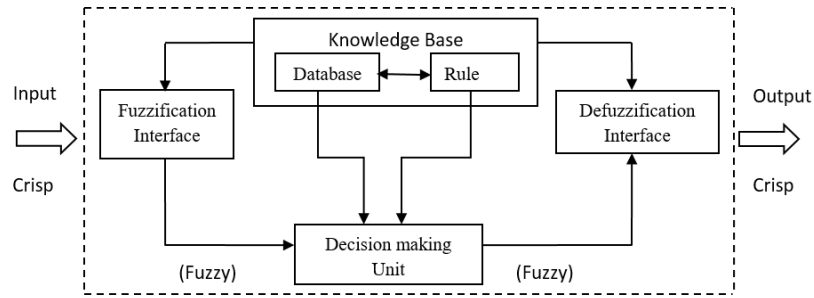 Knowledge Base
Database
Rule
Input
Crisp
Fuzzification
Interface
Defuzzification
Interface
Output
Crisp
Decision making
Unit
(Fuzzy)
(Fuzzy)